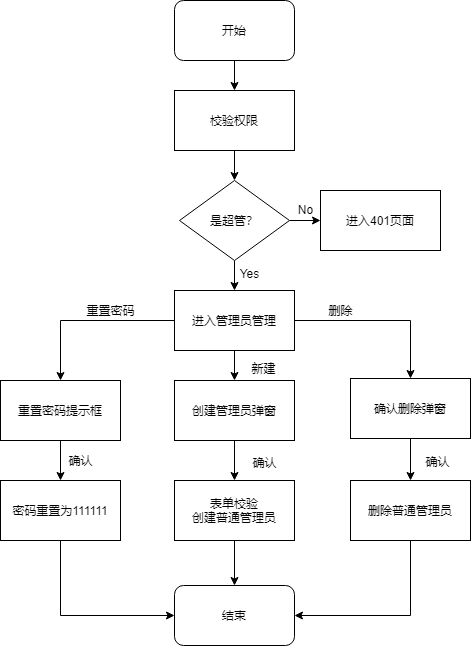 开始
校验权限
是超管?
No
进入401页面
Yes
进入管理员管理
重置密码
删除
新建
重置密码提示框
创建管理员弹窗
确认删除弹窗
确认
确认
确认
密码重置为111111
表单校验
创建普通管理员
删除普通管理员
结束